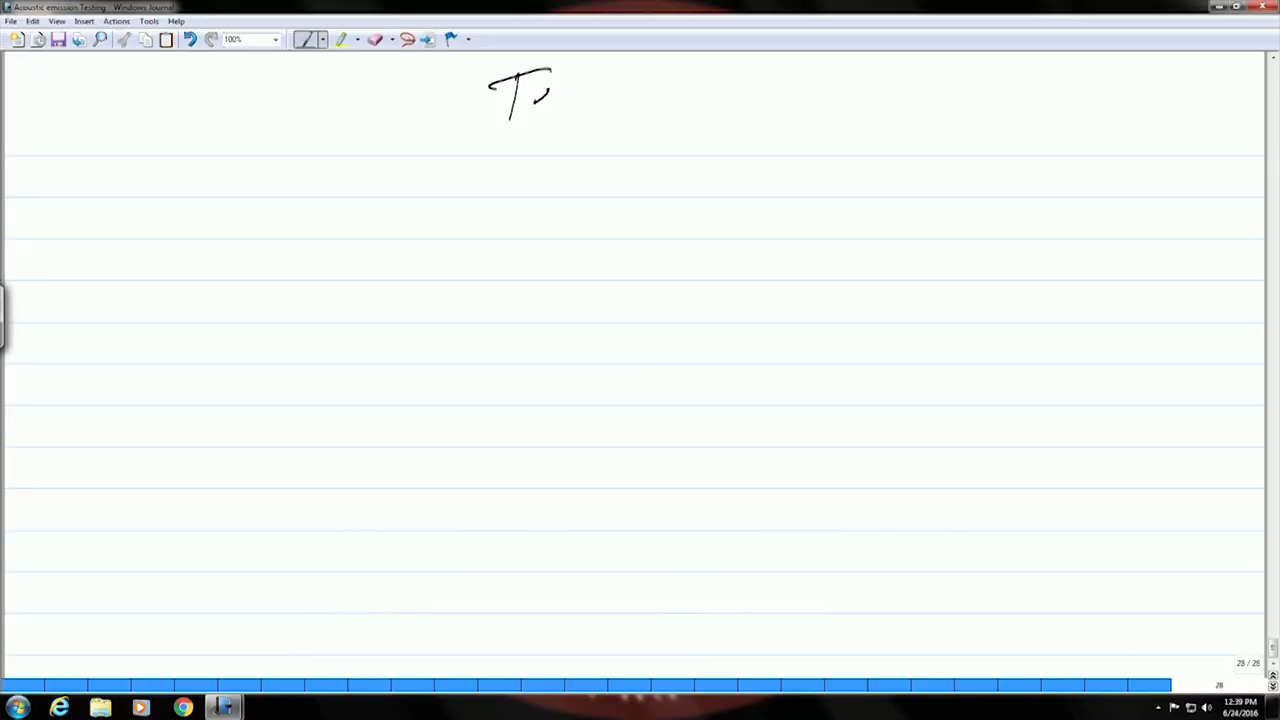 Acoustic emission Testing - Windows Journal
File Edit View Insert Actions Tools Help
100%
T
28 / 28
28
12:39 PM
6/24/2016